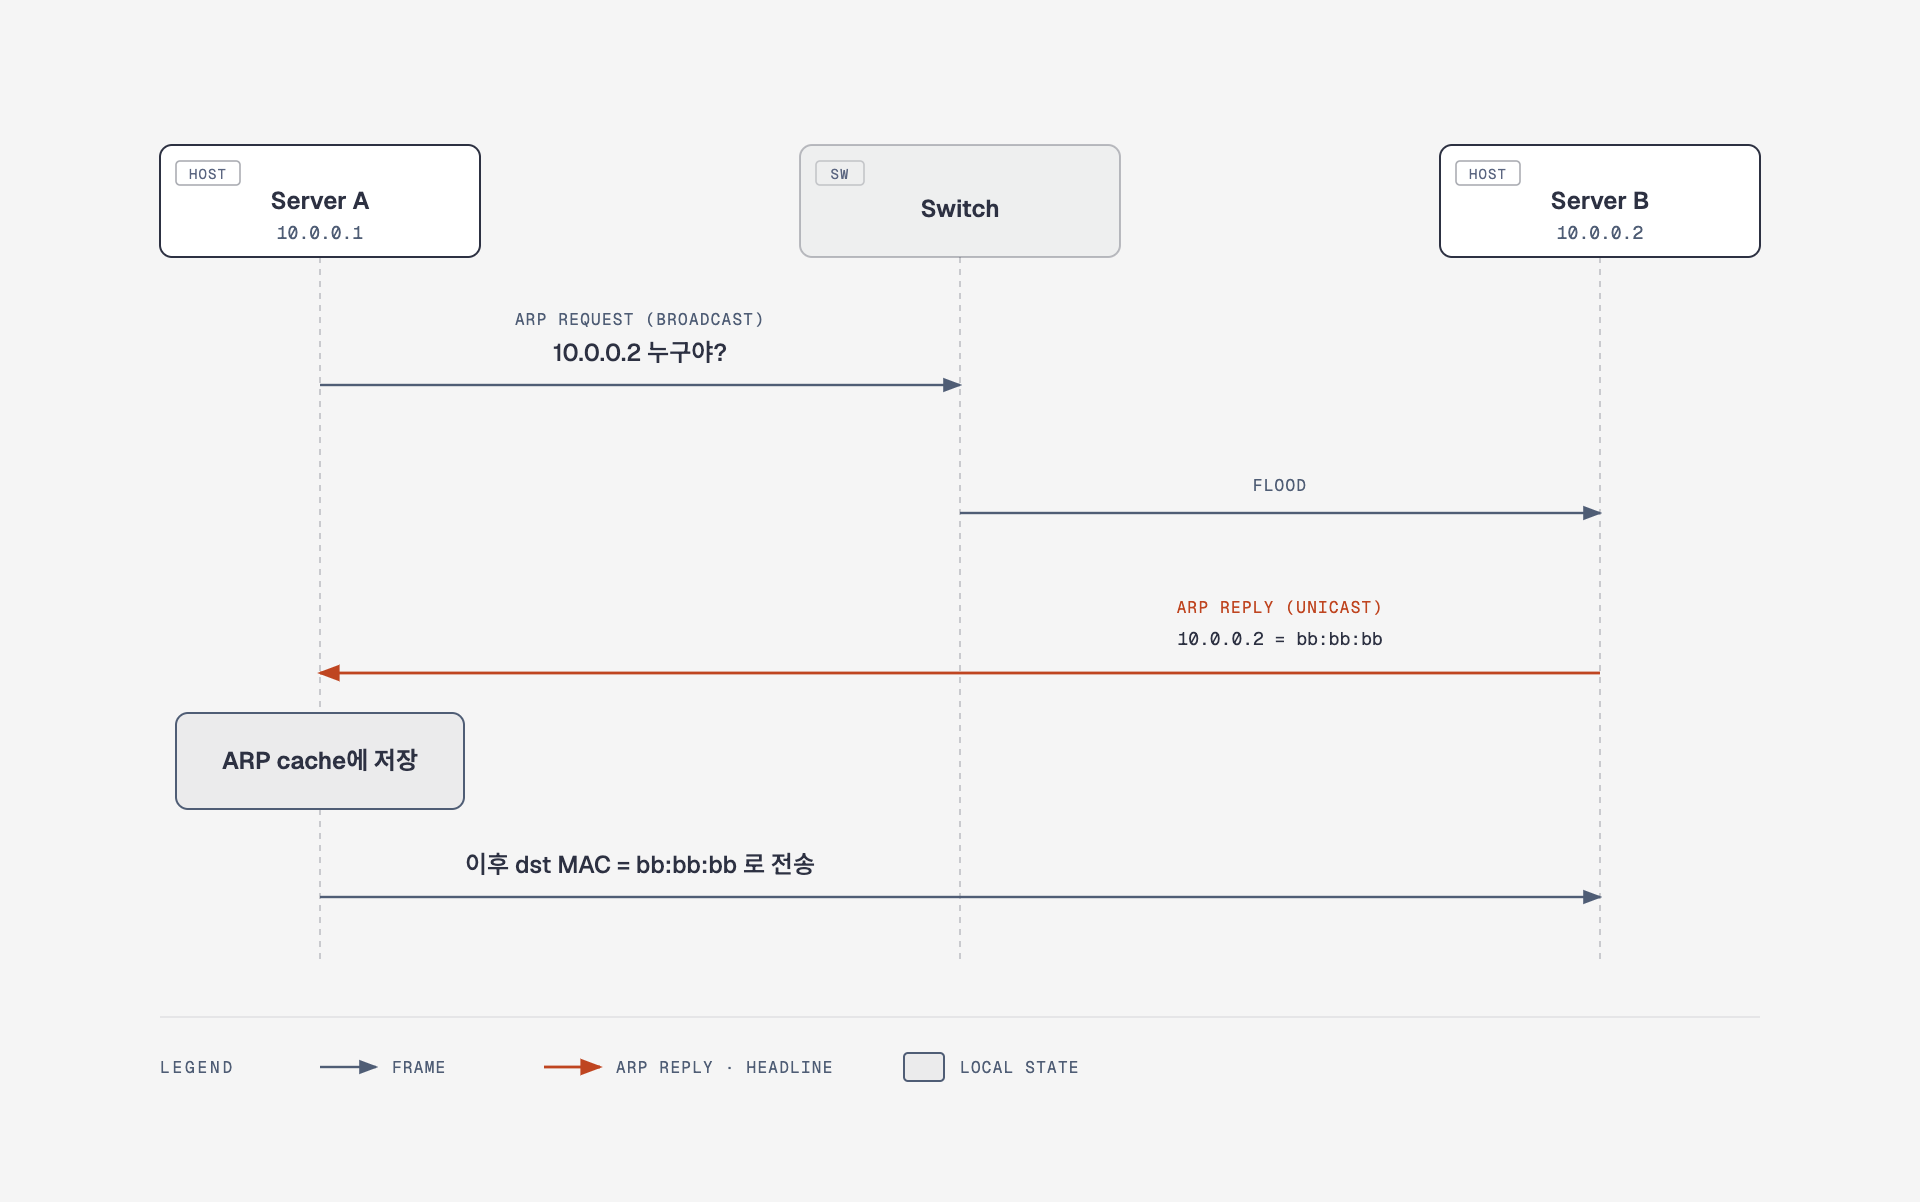 HOST
Server A
10.0.0.1
SW
Switch
HOST
Server B
10.0.0.2
ARP REQUEST (BROADCAST)
10.0.0.2 누구야?
FLOOD
ARP REPLY (UNICAST)
10.0.0.2 = bb:bb:bb
ARP cache에 저장
이후 dst MAC = bb:bb:bb 로 전송
LEGEND
FRAME
ARP REPLY · HEADLINE
LOCAL STATE